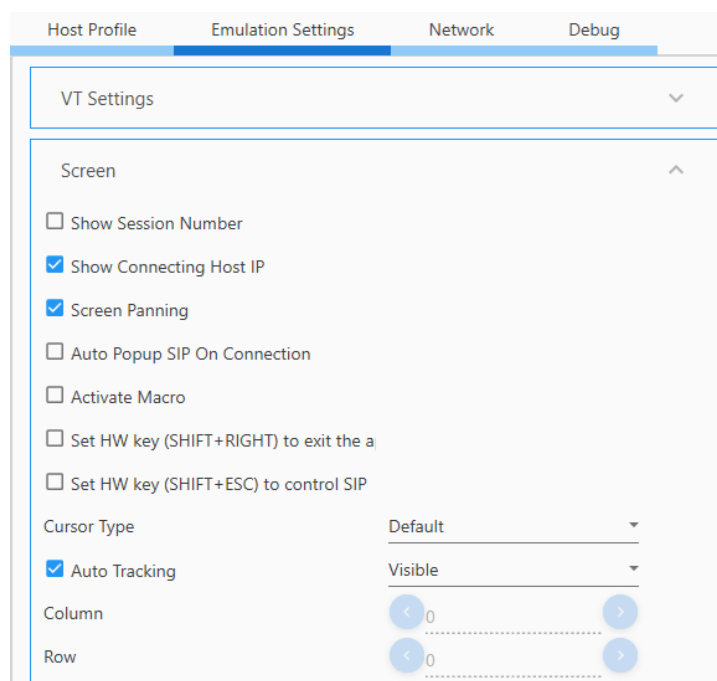 Host Profile Emulation Settings Network Debug
VT Settings
Screen
Show Session Number
Show Connecting Host IP
Screen Panning
Auto Popup SIP On Connection
Activate Macro
Set HW key (SHIFT+RIGHT) to exit the a
Set HW key (SHIFT+ESC) to control SIP
Cursor Type Default
Auto Tracking Visible
Column 0
Row 0